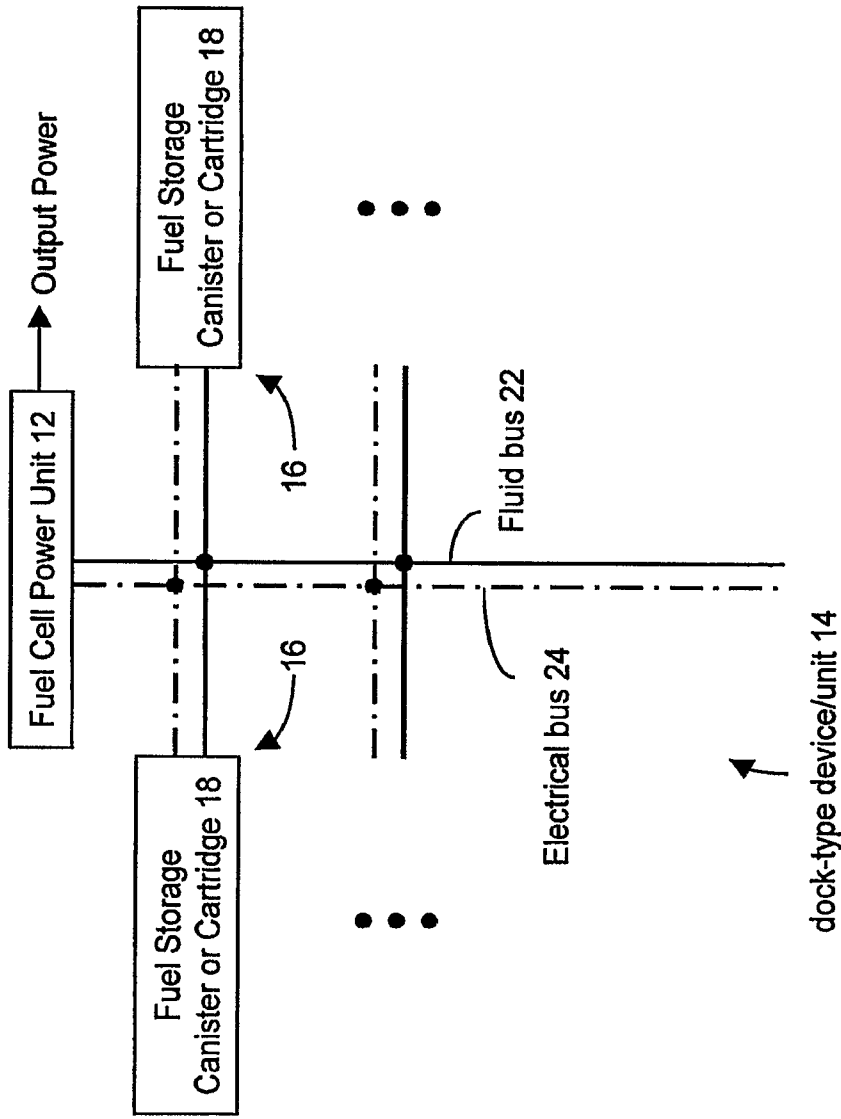 Fuel Cell Power Unit 12
Output Power
Fuel Storage
Canister or Cartridge 18
Fuel Storage
Canister or Cartridge 18
16
16
Fluid bus 22
Electrical bus 24
dock-type device/unit 14